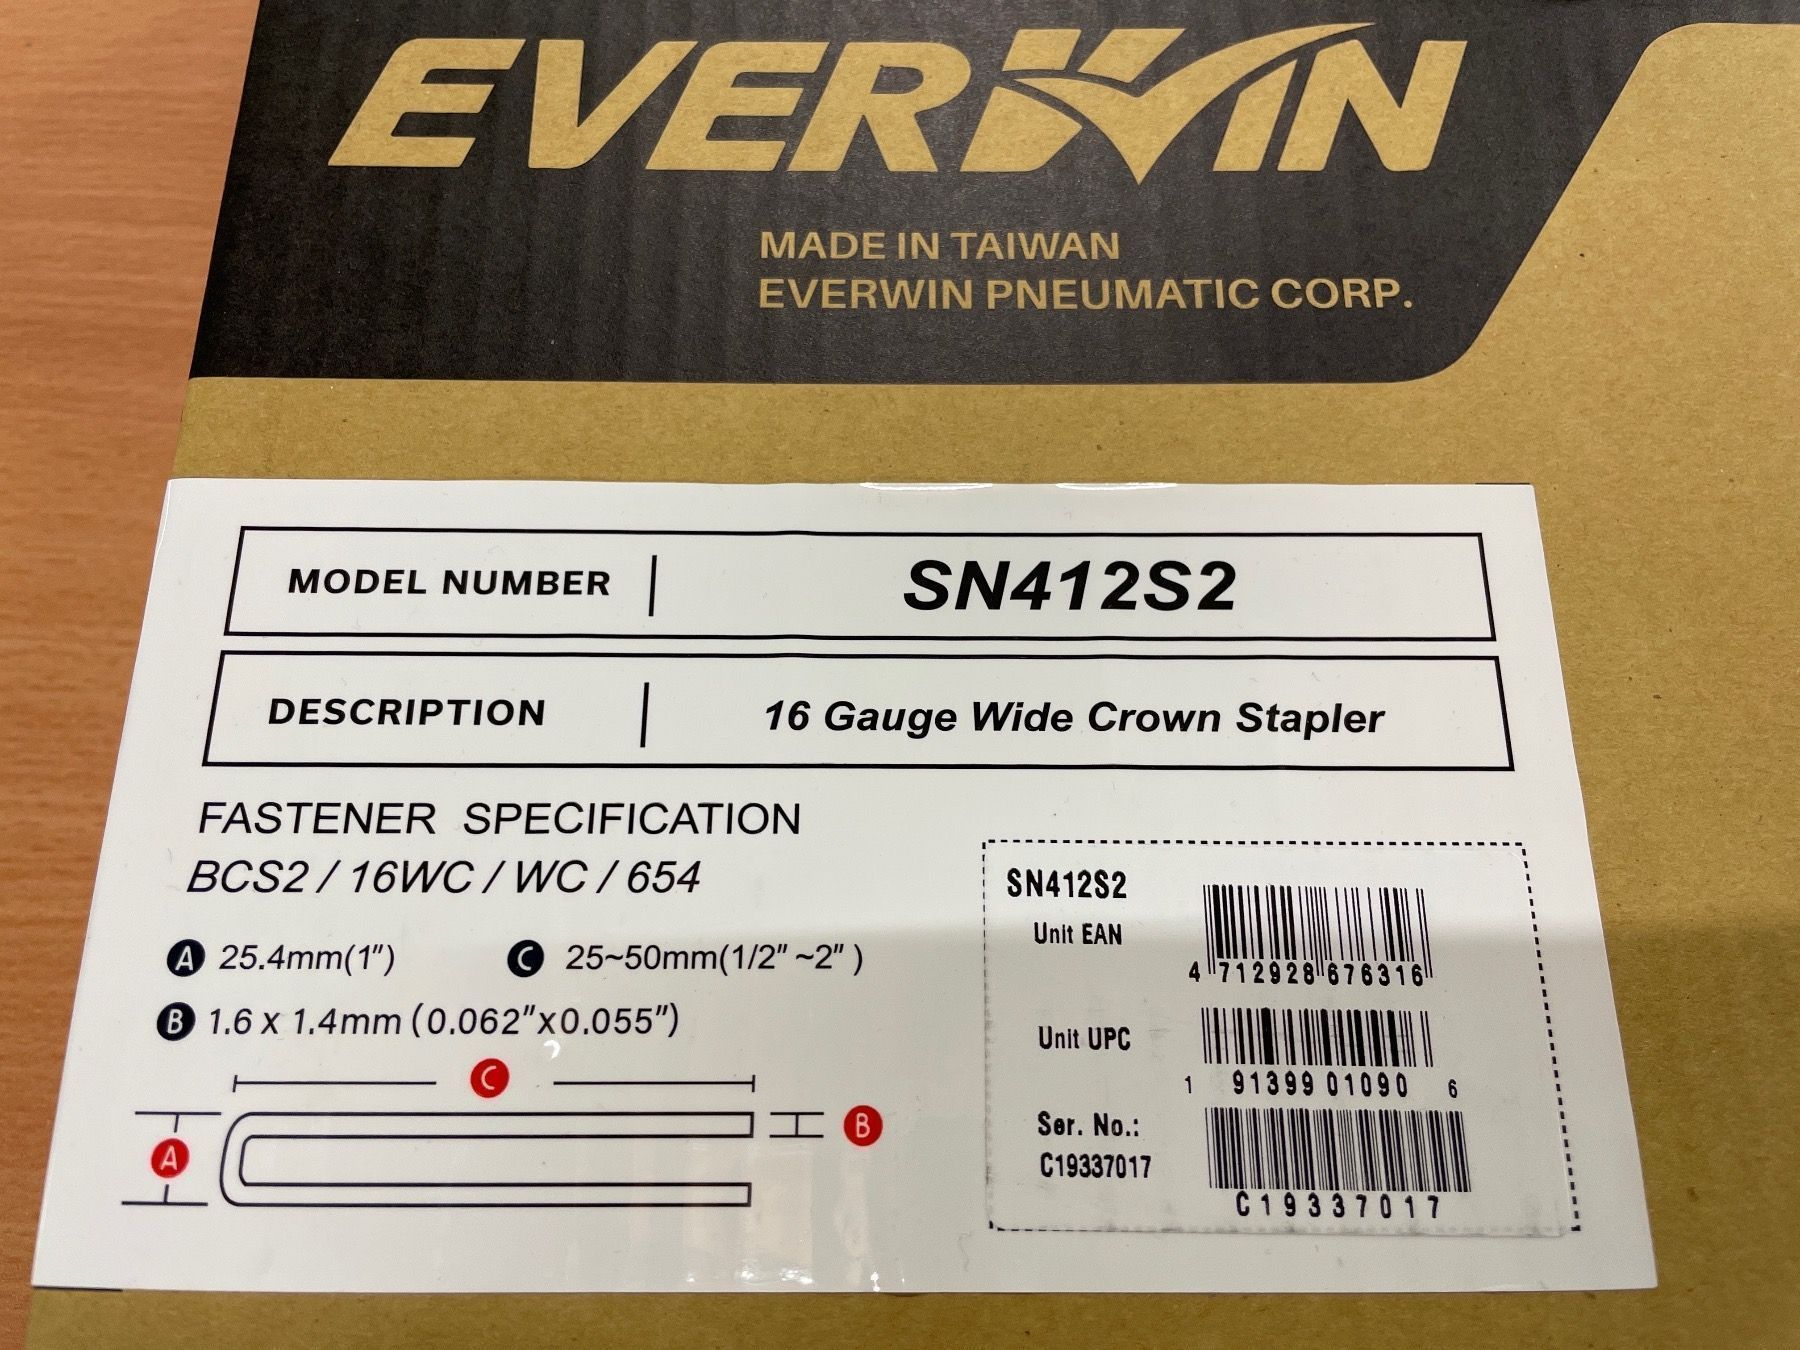 EVERWIN
MADE IN TAIWAN
EVERWIN PNEUMATIC CORP.
MODEL NUMBER | SN412S2
DESCRIPTION | 16 Gauge Wide Crown Stapler
FASTENER SPECIFICATION
BCS2 / 16WC / WC / 654
A 25.4mm(1") C 25~50mm(1/2" ~2" )
B 1.6 x 1.4mm (0.062"x0.055")
C
B
A
SN412S2
Unit EAN
4 712928 676316
Unit UPC
1 91399 01090 6
Ser. No.:
C19337017
C19337017